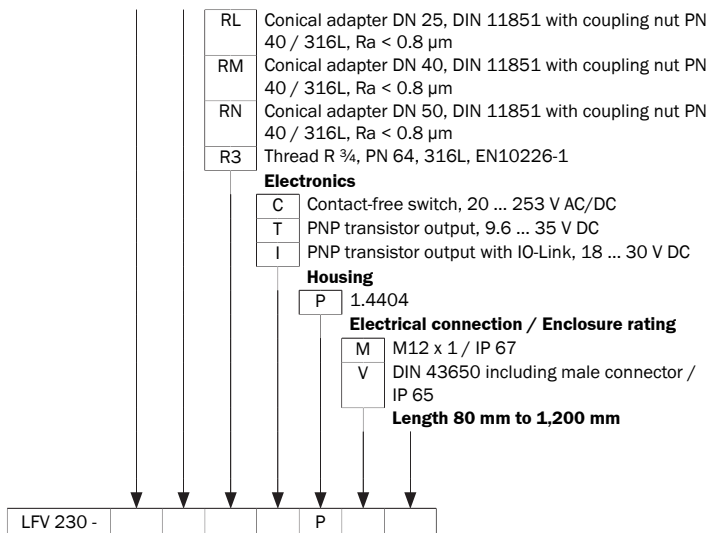 RL Conical adapter DN 25, DIN 11851 with coupling nut PN
40 / 316L, Ra < 0.8 µm
RM Conical adapter DN 40, DIN 11851 with coupling nut PN
40 / 316L, Ra < 0.8 µm
RN Conical adapter DN 50, DIN 11851 with coupling nut PN
40 / 316L, Ra < 0.8 µm
R3 Thread R ¾, PN 64, 316L, EN10226-1
Electronics
C Contact-free switch, 20 ... 253 V AC/DC
T PNP transistor output, 9.6 ... 35 V DC
I PNP transistor output with IO-Link, 18 ... 30 V DC
Housing
P 1.4404
Electrical connection / Enclosure rating
M M12 x 1 / IP 67
V DIN 43650 including male connector /
IP 65
Length 80 mm to 1,200 mm
LFV 230 - P